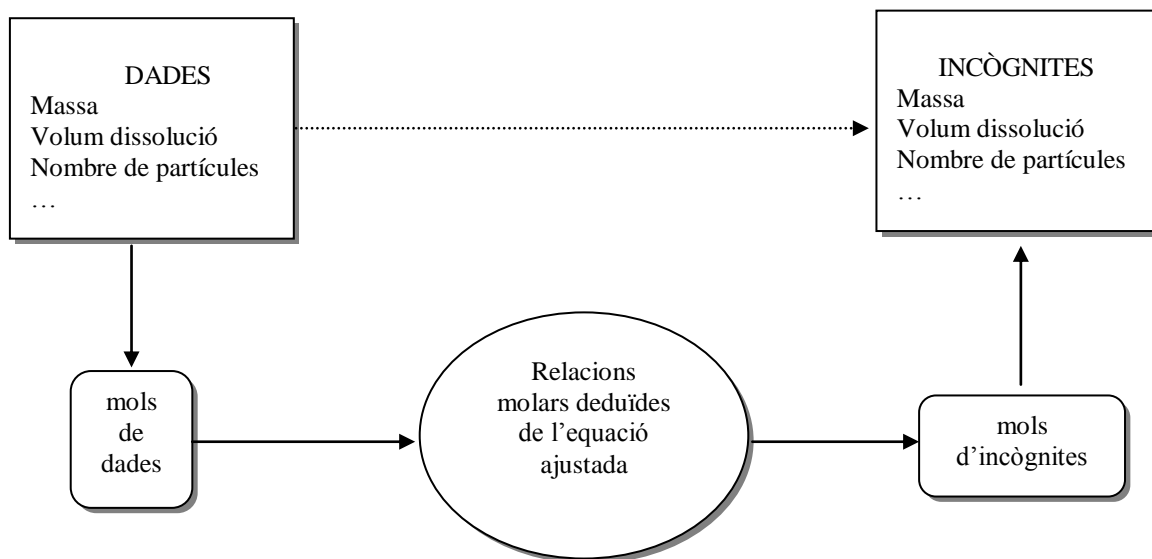 DADES
Massa
Volum dissolució
Nombre de partícules
…
INCÒGNITES
Massa
Volum dissolució
Nombre de partícules
…
mols
de
dades
Relacions
molars deduïdes
de l’equació
ajustada
mols
d’incògnites